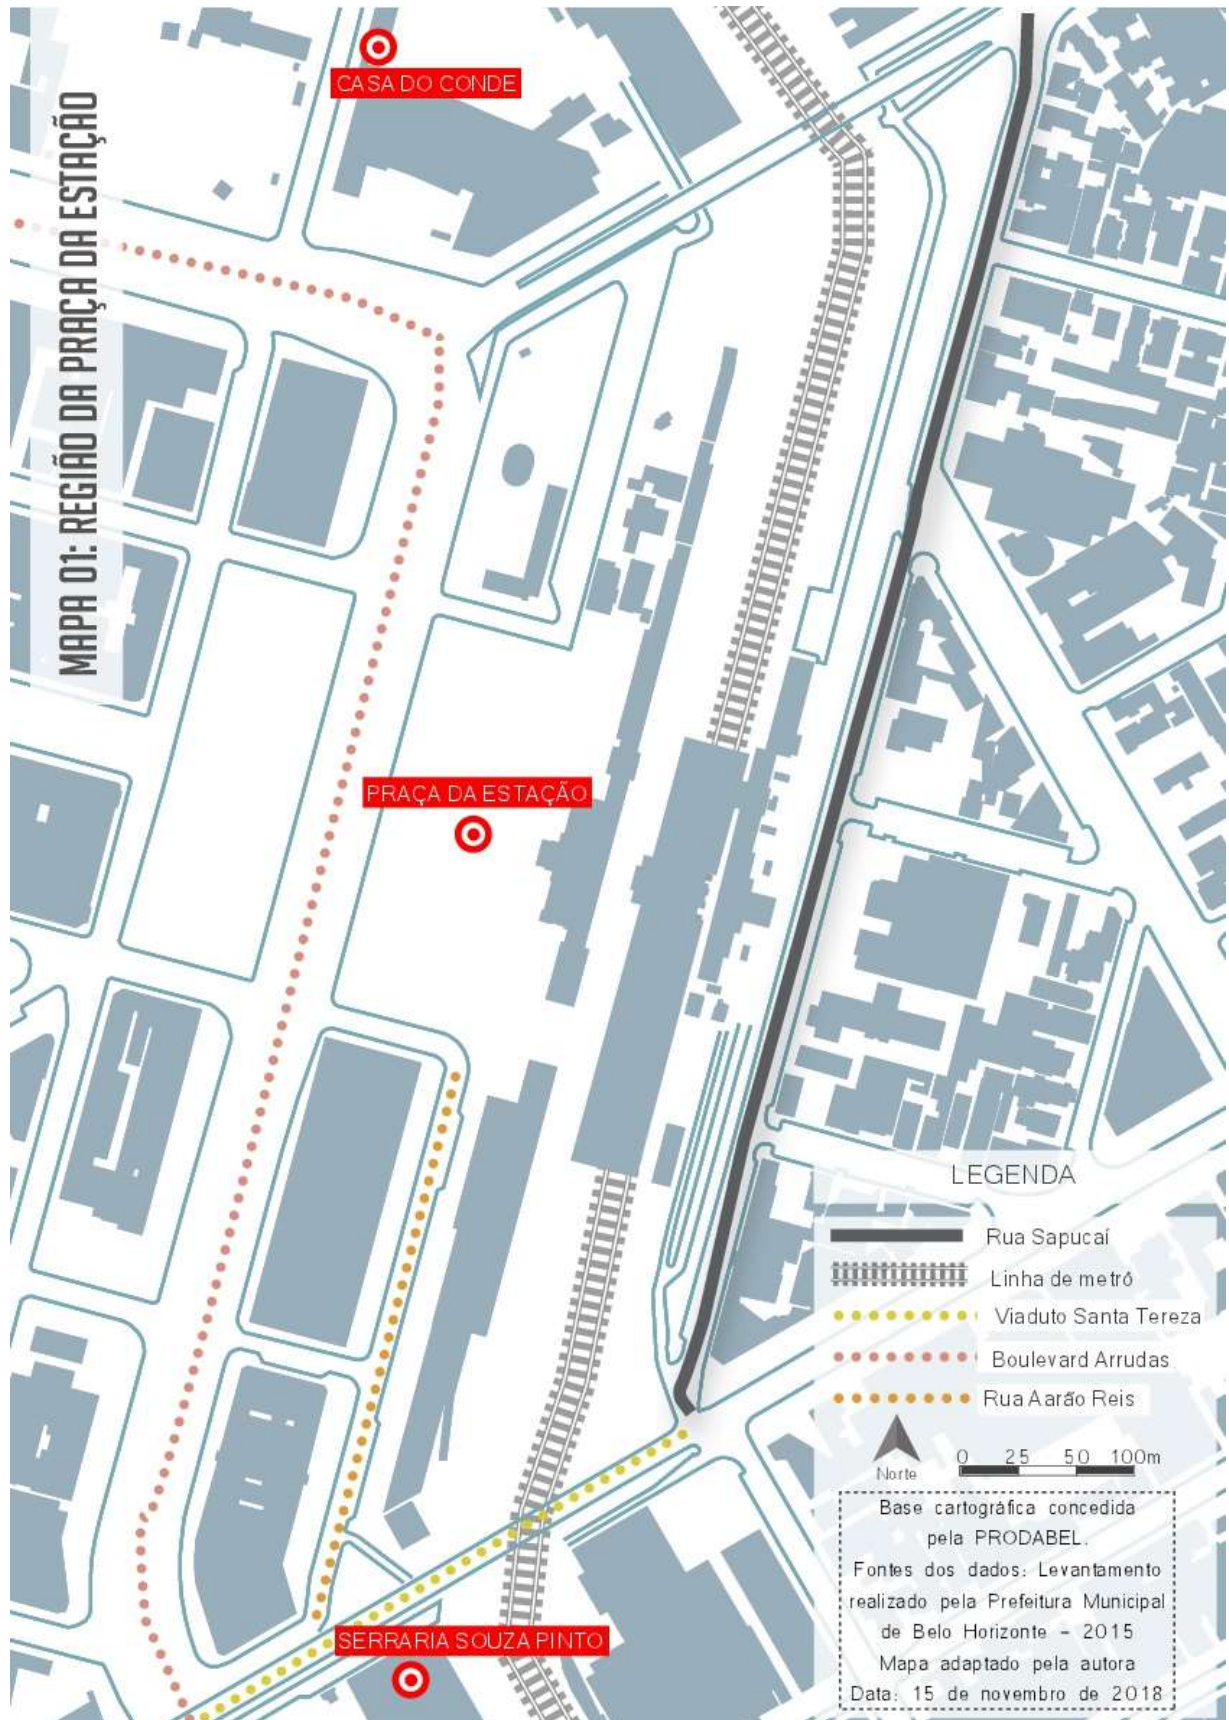 MAPA 01: REGIÃO DA PRAÇA DA ESTAÇÃO
CASA DO CONDE
PRAÇA DA ESTAÇÃO
SERRARIA SOUZA PINTO
LEGENDA
Rua Sapucaí
Linha de metrô
Viaduto Santa Tereza
Boulevard Arrudas
Rua Aarão Reis
Norte
0 25 50 100m
Base cartográfica concedida
pela PRODABEL.
Fontes dos dados: Levantamento
realizado pela Prefeitura Municipal
de Belo Horizonte - 2015
Mapa adaptado pela autora
Data: 15 de novembro de 2018